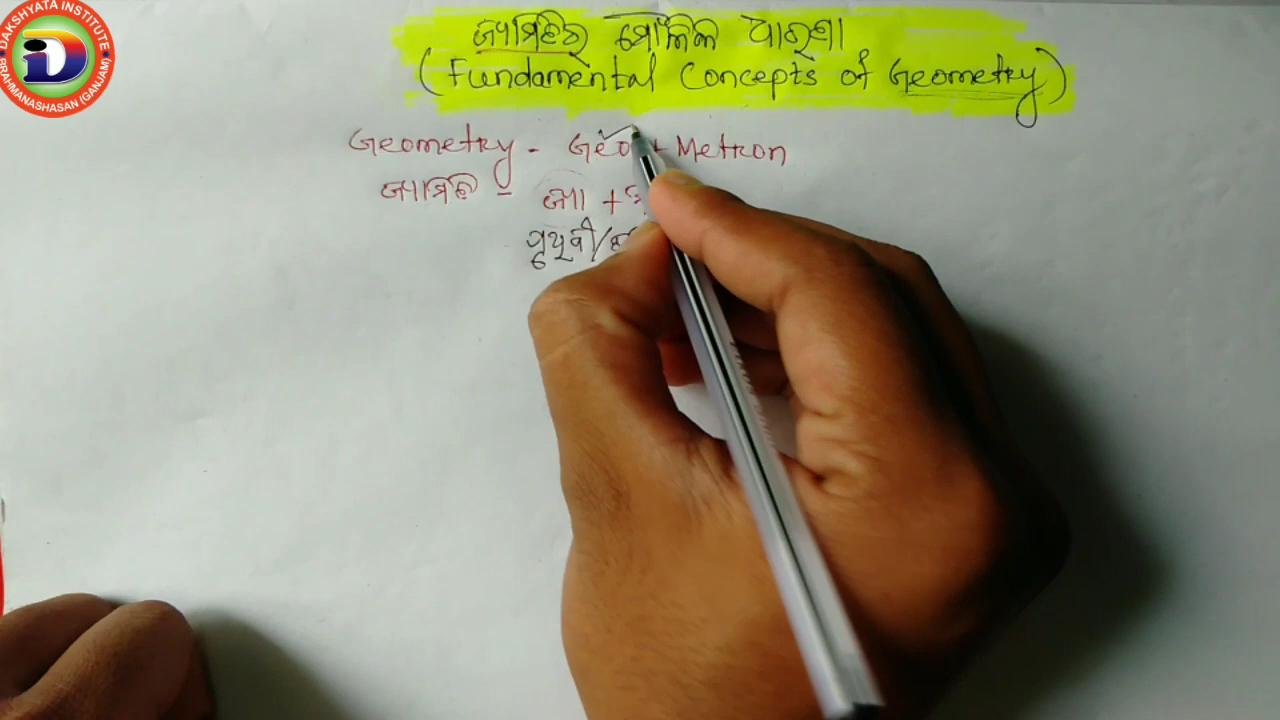 DAKSHYATA INSTITUTE
BRAHMANASHASAN (GANJAM)
ଜ୍ୟାମିତିର ମୌଳିକ ଧାରଣା
(Fundamental Concepts of Geometry)
Geometry - Geo + Metron
ଜ୍ୟାମିତି - ଜ୍ୟା +
ପୃଥିବୀ/